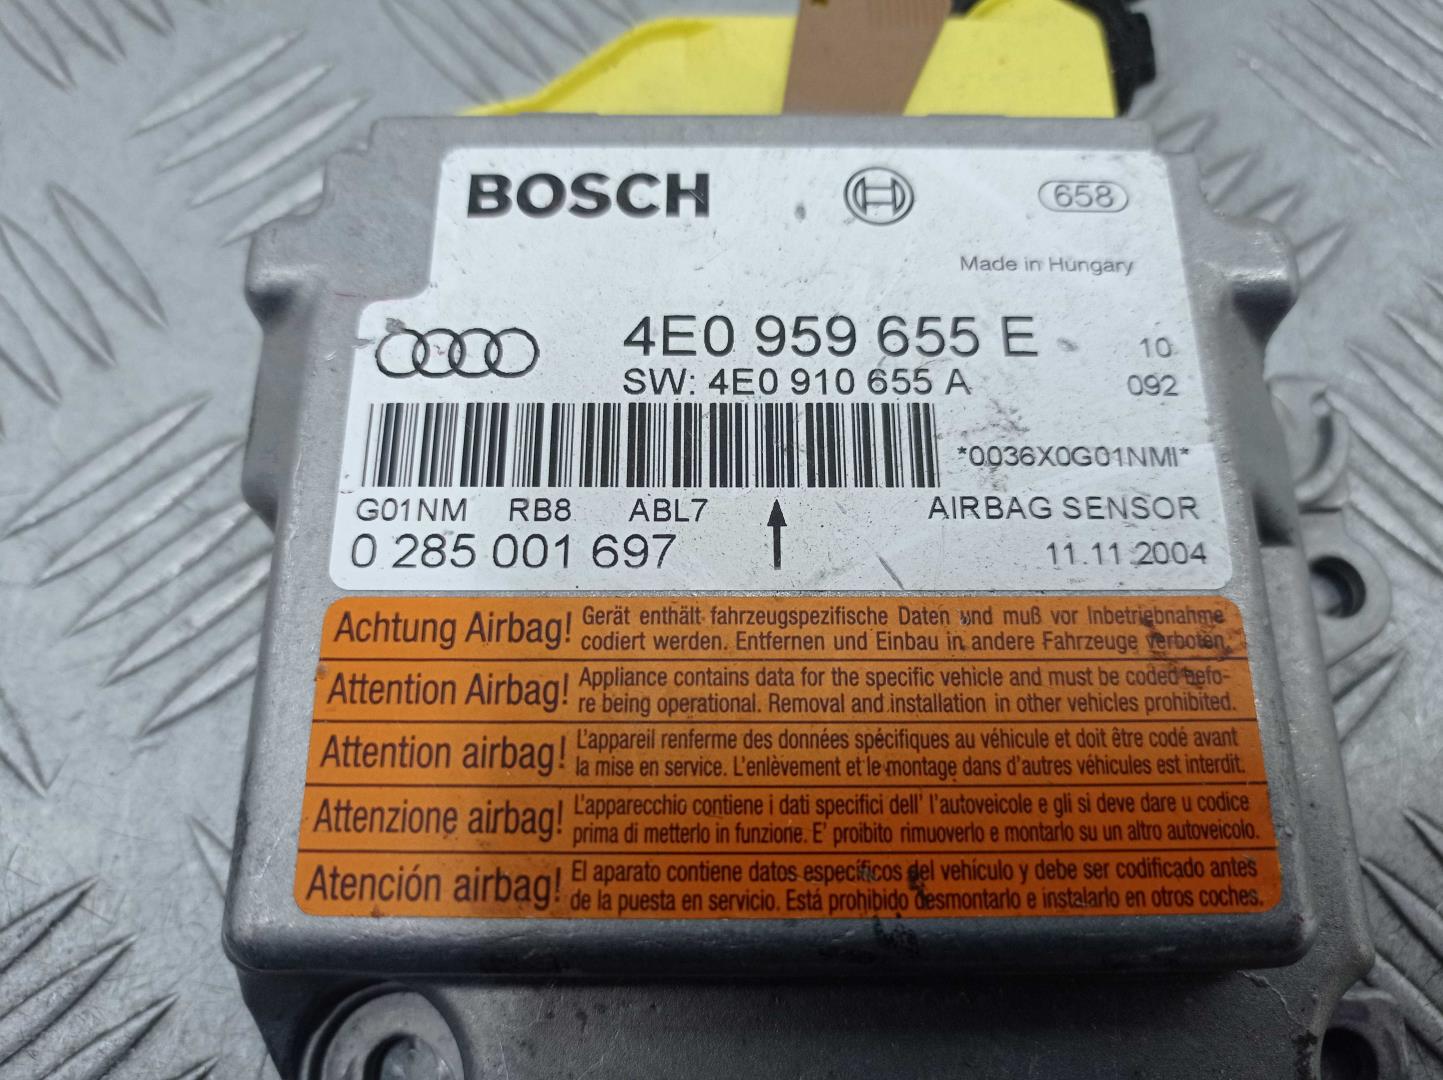 BOSCH
658
Made in Hungary
4E0 959 655 E 10
SW: 4E0 910 655 A 092
*0036X0G01NMI*
G01NM RB8 ABL7 AIRBAG SENSOR
0 285 001 697 11.11.2004
Achtung Airbag! Gerät enthält fahrzeugspezifische Daten und muß vor Inbetriebnahme
codiert werden. Entfernen und Einbau in andere Fahrzeuge verboten.
Attention Airbag! Appliance contains data for the specific vehicle and must be coded befo-
re being operational. Removal and installation in other vehicles prohibited.
Attention airbag! L'appareil renferme des données spécifiques au véhicule et doit être codé avant
la mise en service. L'enlèvement et le montage dans d'autres véhicules est interdit.
Attenzione airbag! L'apparecchio contiene i dati specifici dell' l'autoveicole e gli si deve dare u codice
prima di metterlo in funzione. E' proibito rimuoverlo e montarlo su un altro autoveicolo.
Atención airbag! El aparato contiene datos específicos del vehículo y debe ser codificado antes
de la puesta en servicio. Está prohibido desmontarlo e instalarlo en otros coches.